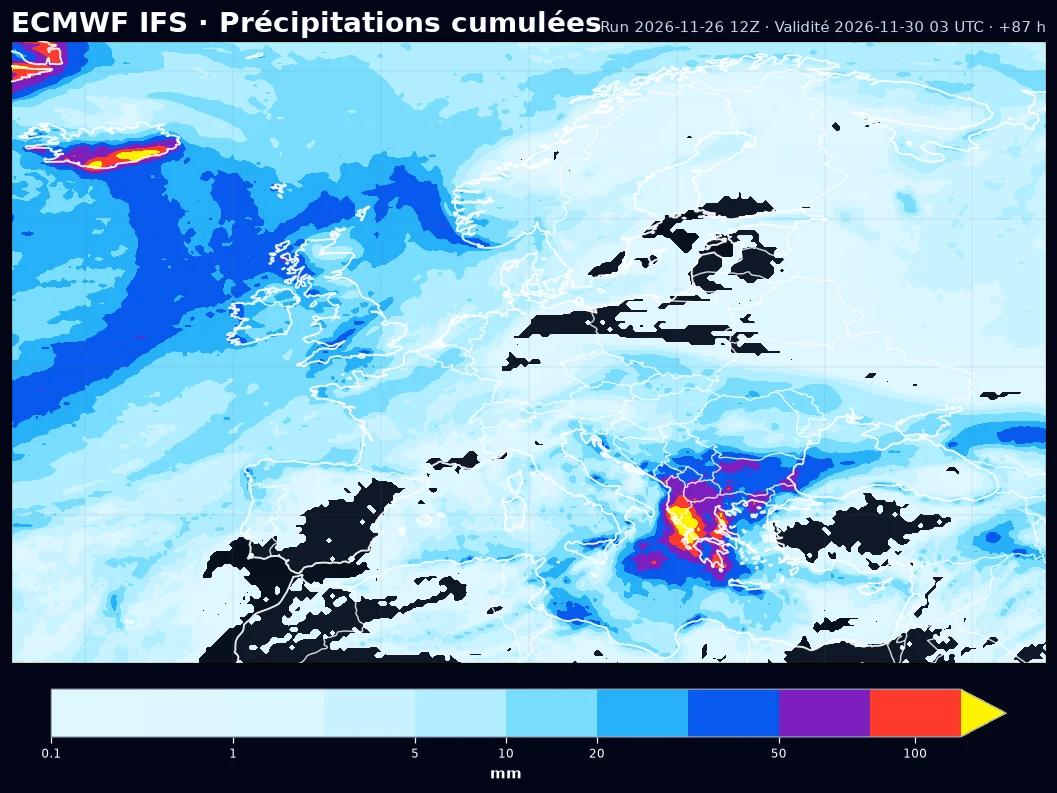 ECMWF IFS · Précipitations cumulées
Run 2026-11-26 12Z · Validité 2026-11-30 03 UTC · +87 h
0.1 1 5 10 20 50 100
mm